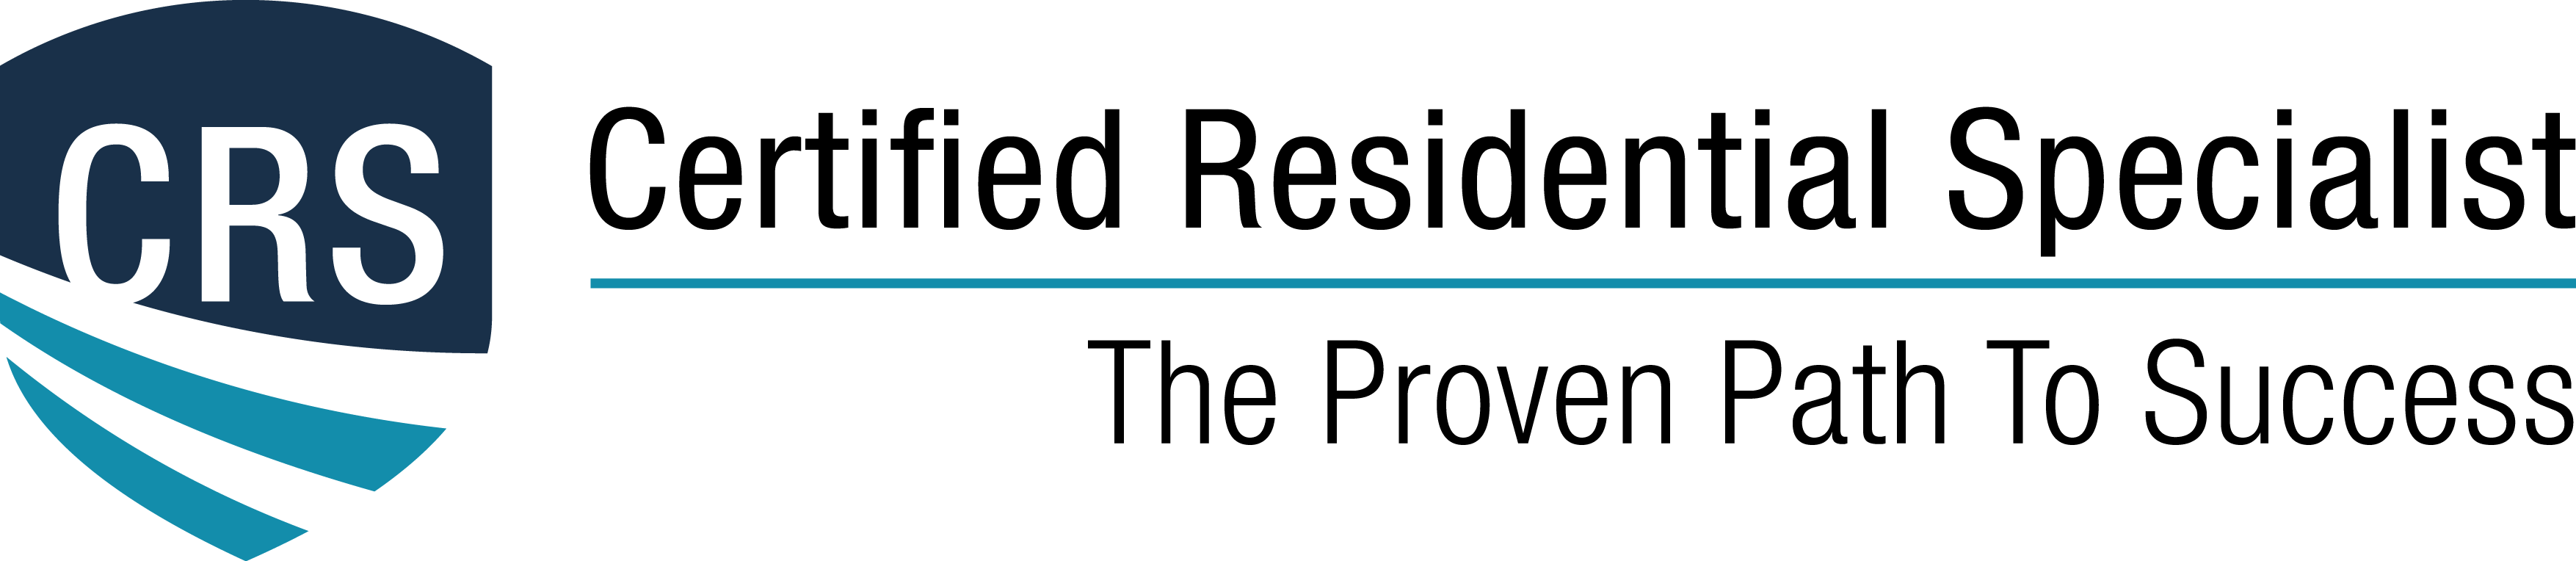 CRS
Certified Residential Specialist
The Proven Path To Success